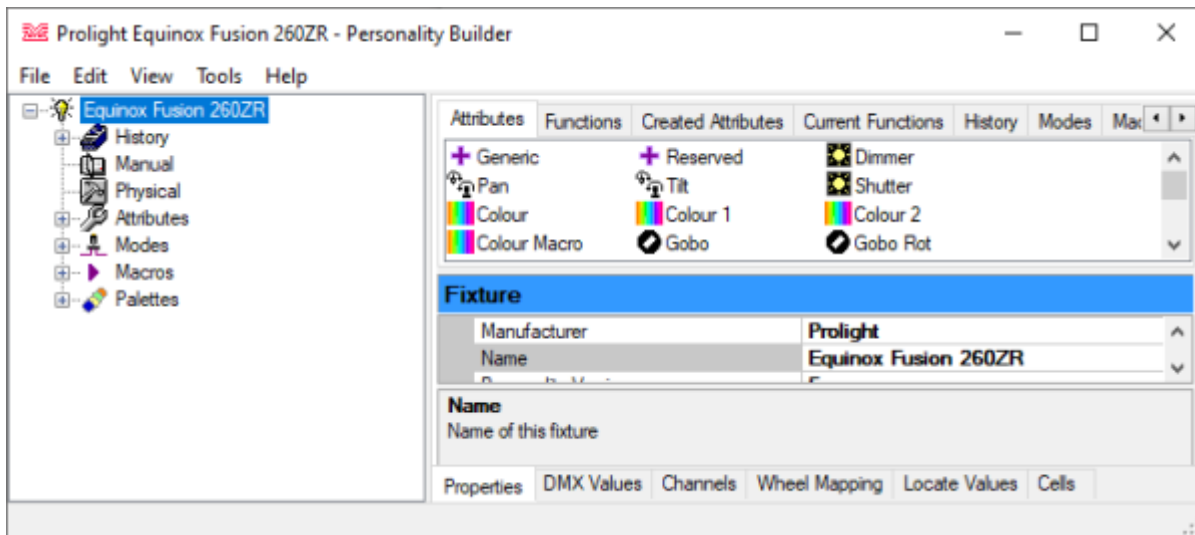 Prolight Equinox Fusion 260ZR - Personality Builder
File Edit View Tools Help
Equinox Fusion 260ZR
History
Manual
Physical
Attributes
Modes
Macros
Palettes
Attributes Functions Created Attributes Current Functions History Modes
Generic Reserved Dimmer
Pan Tilt Shutter
Colour Colour 1 Colour 2
Colour Macro Gobo Gobo Rot
Fixture
Manufacturer Prolight
Name Equinox Fusion 260ZR
Name
Name of this fixture
Properties DMX Values Channels Wheel Mapping Locate Values Cells